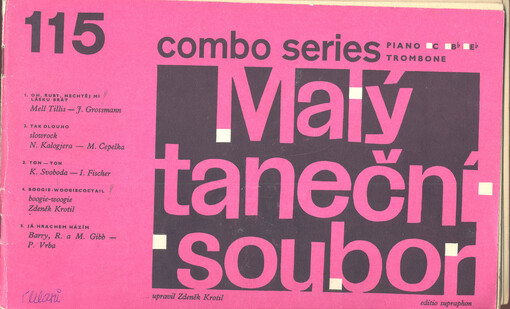 115
combo series
PIANO C B♭ E♭
TROMBONE
Malý
taneční
soubor
1. OH, RUBY, NECHTĚJ MI
LÁSKU BRÁT
Mell Tillis — J. Grossmann
2. TAK DLOUHO
slowrock
N. Kalogjera — M. Čepelka
3. TON — TON
K. Svoboda — I. Fischer
4. BOOGIE-WOOGIECOCTAIL
boogie-woogie
Zdeněk Krotil
5. JÁ HRACHEM HÁZÍM
Barry, R. a M. Gibb —
P. Vrba
upravil Zdeněk Krotil
editio supraphon